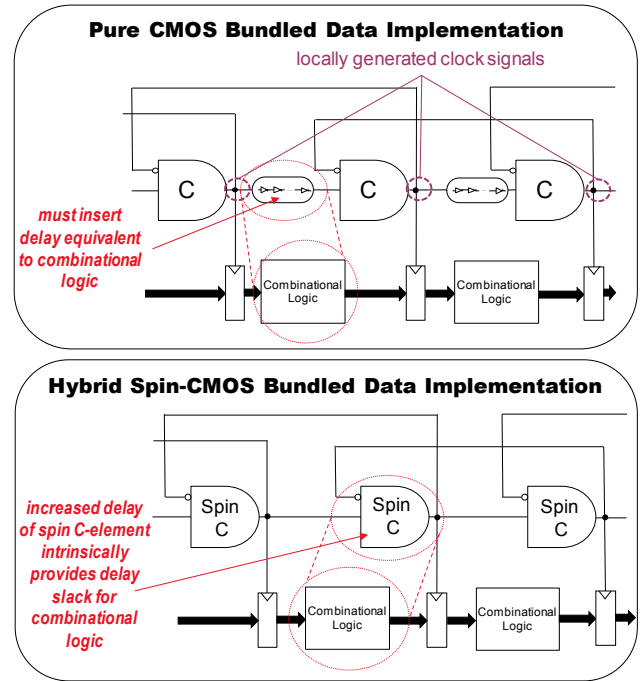 Pure CMOS Bundled Data Implementation
locally generated clock signals
C
C
C
must insert
delay equivalent
to combinational
logic
Combinational
Logic
Combinational
Logic
Hybrid Spin-CMOS Bundled Data Implementation
Spin
C
Spin
C
Spin
C
increased delay
of spin C-element
intrinsically
provides delay
slack for
combinational
logic
Combinational
Logic
Combinational
Logic